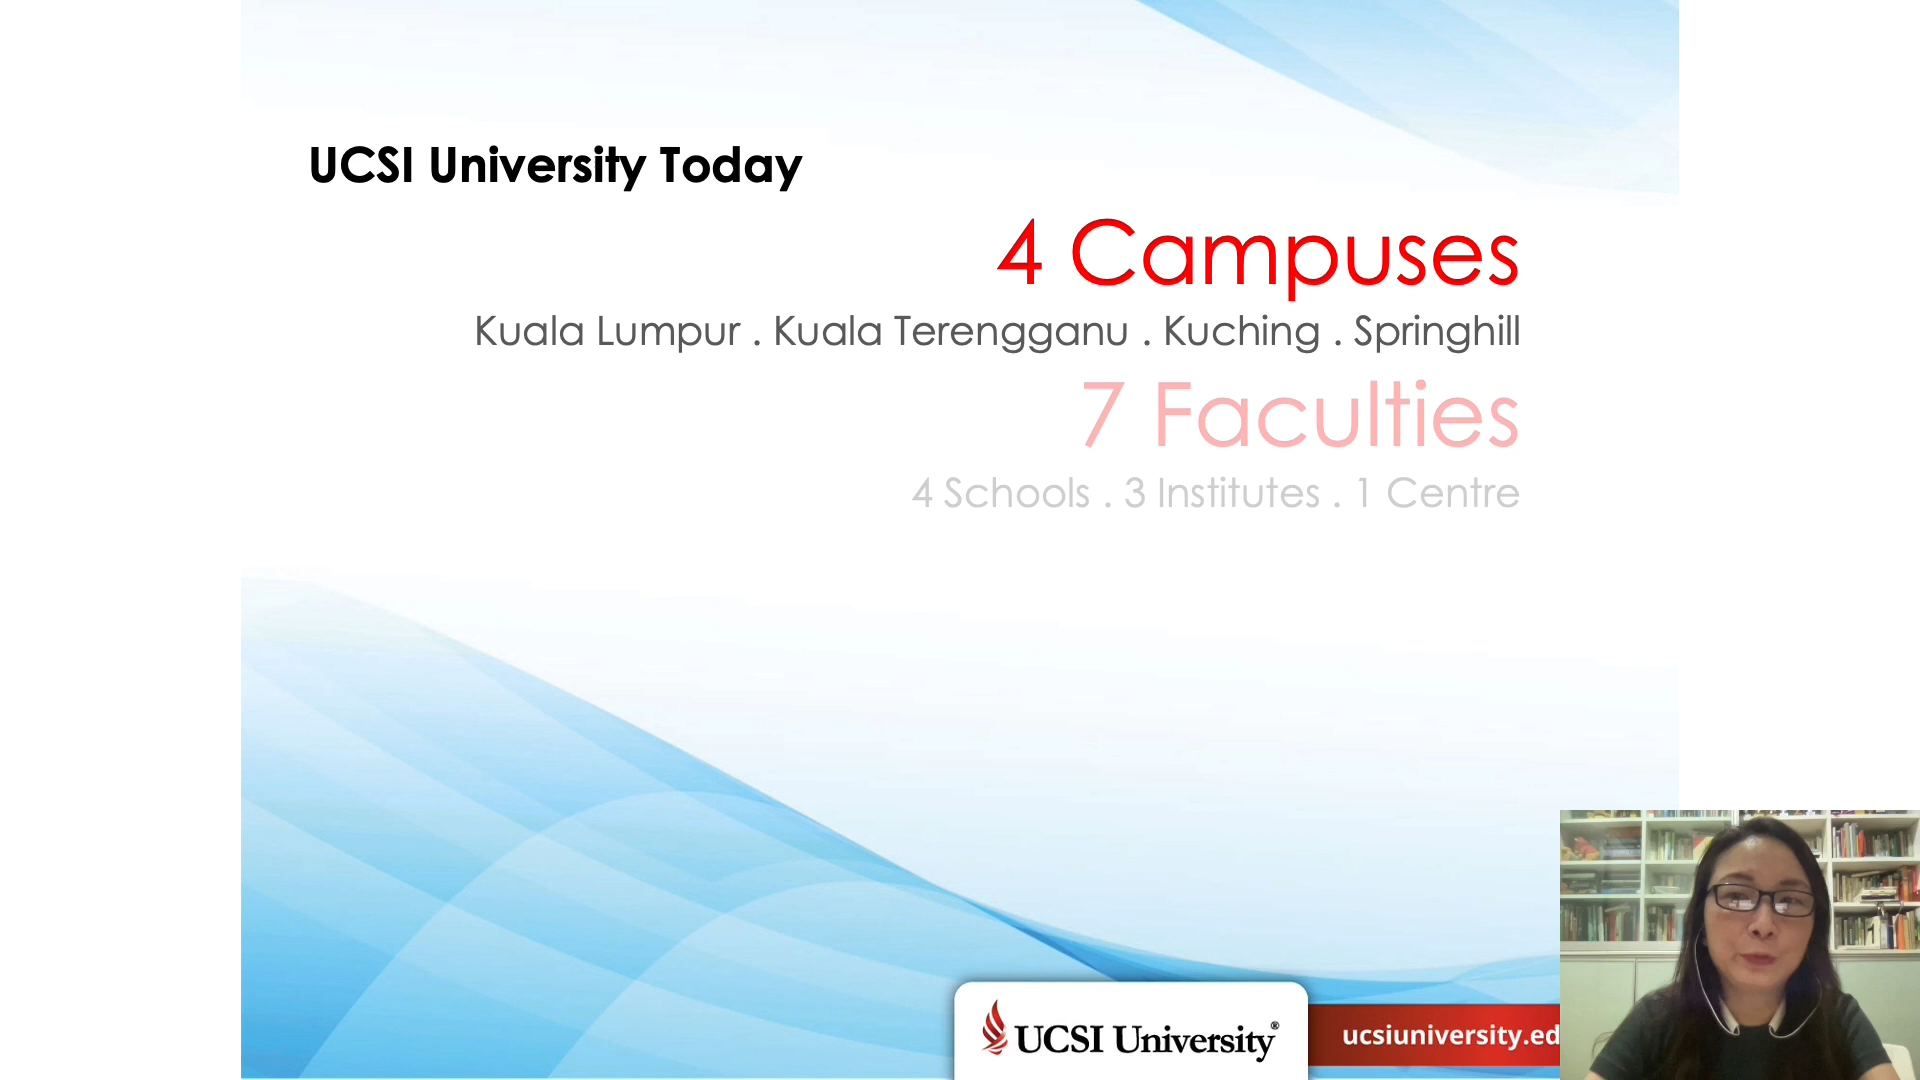 UCSI University Today
4 Campuses
Kuala Lumpur . Kuala Terengganu . Kuching . Springhill
7 Faculties
4 Schools . 3 Institutes . 1 Centre
UCSI University®
ucsiuniversity.ed